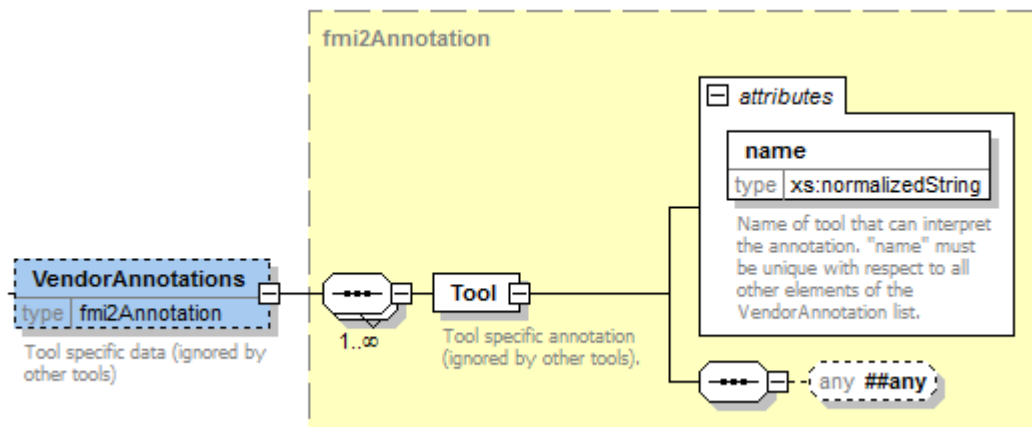 fmi2Annotation
attributes
name
type xs:normalizedString
Name of tool that can interpret
the annotation. "name" must
be unique with respect to all
other elements of the
VendorAnnotation list.
VendorAnnotations
type fmi2Annotation
Tool specific data (ignored by
other tools)
1..∞
Tool
Tool specific annotation
(ignored by other tools).
any ##any